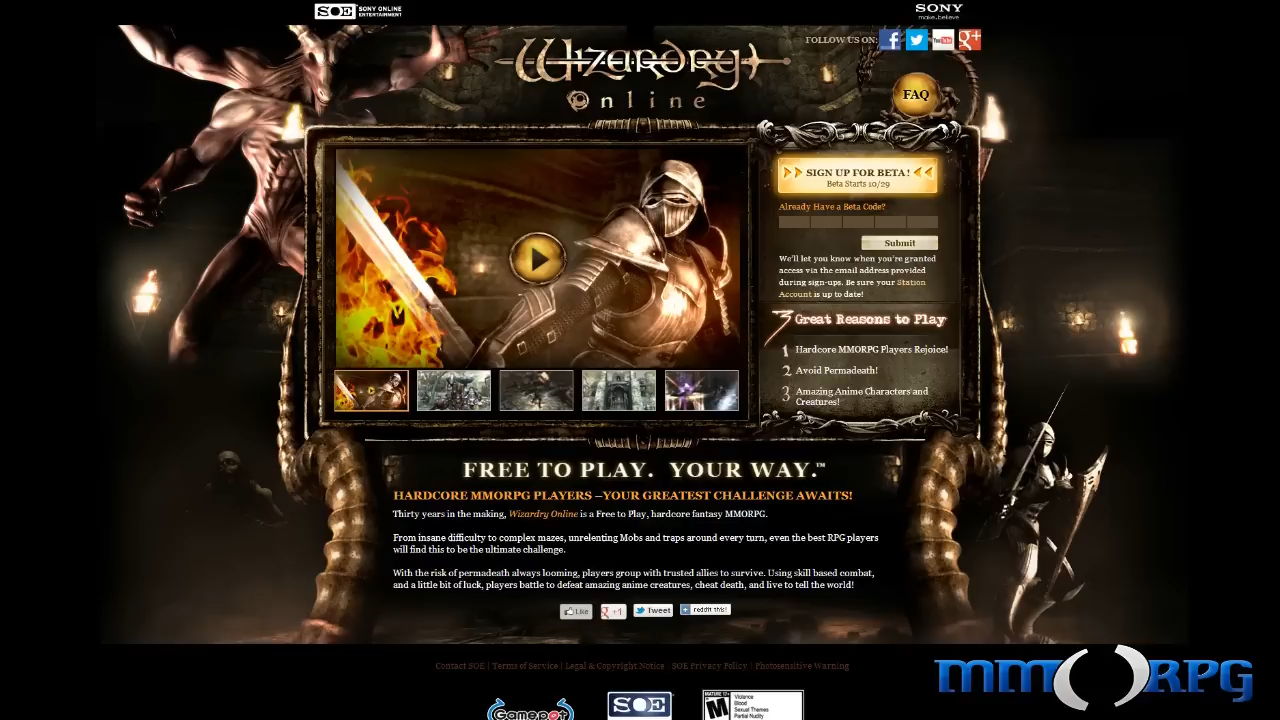 SOE SONY ONLINE ENTERTAINMENT
SONY
make.believe
FOLLOW US ON:
Wizardry
Online
FAQ
SIGN UP FOR BETA!
Beta Starts 10/29
Already Have a Beta Code?
Submit
We'll let you know when you're granted
access via the email address provided
during sign-ups. Be sure your Station
Account is up to date!
3 Great Reasons to Play
1 Hardcore MMORPG Players Rejoice!
2 Avoid Permadeath!
3 Amazing Anime Characters and
Creatures!
FREE TO PLAY. YOUR WAY.™
HARDCORE MMORPG PLAYERS –YOUR GREATEST CHALLENGE AWAITS!
Thirty years in the making, Wizardry Online is a Free to Play, hardcore fantasy MMORPG.
From insane difficulty to complex mazes, unrelenting Mobs and traps around every turn, even the best RPG players
will find this to be the ultimate challenge.
With the risk of permadeath always looming, players group with trusted allies to survive. Using skill based combat,
and a little bit of luck, players battle to defeat amazing anime creatures, cheat death, and live to tell the world!
Like
+1
Tweet
reddit this!
Contact SOE | Terms of Service | Legal & Copyright Notice SOE Privacy Policy | Photosensitive Warning
MMORPG
Gamepot
SOE
MATURE 17+
M
Violence
Blood
Sexual Themes
Partial Nudity